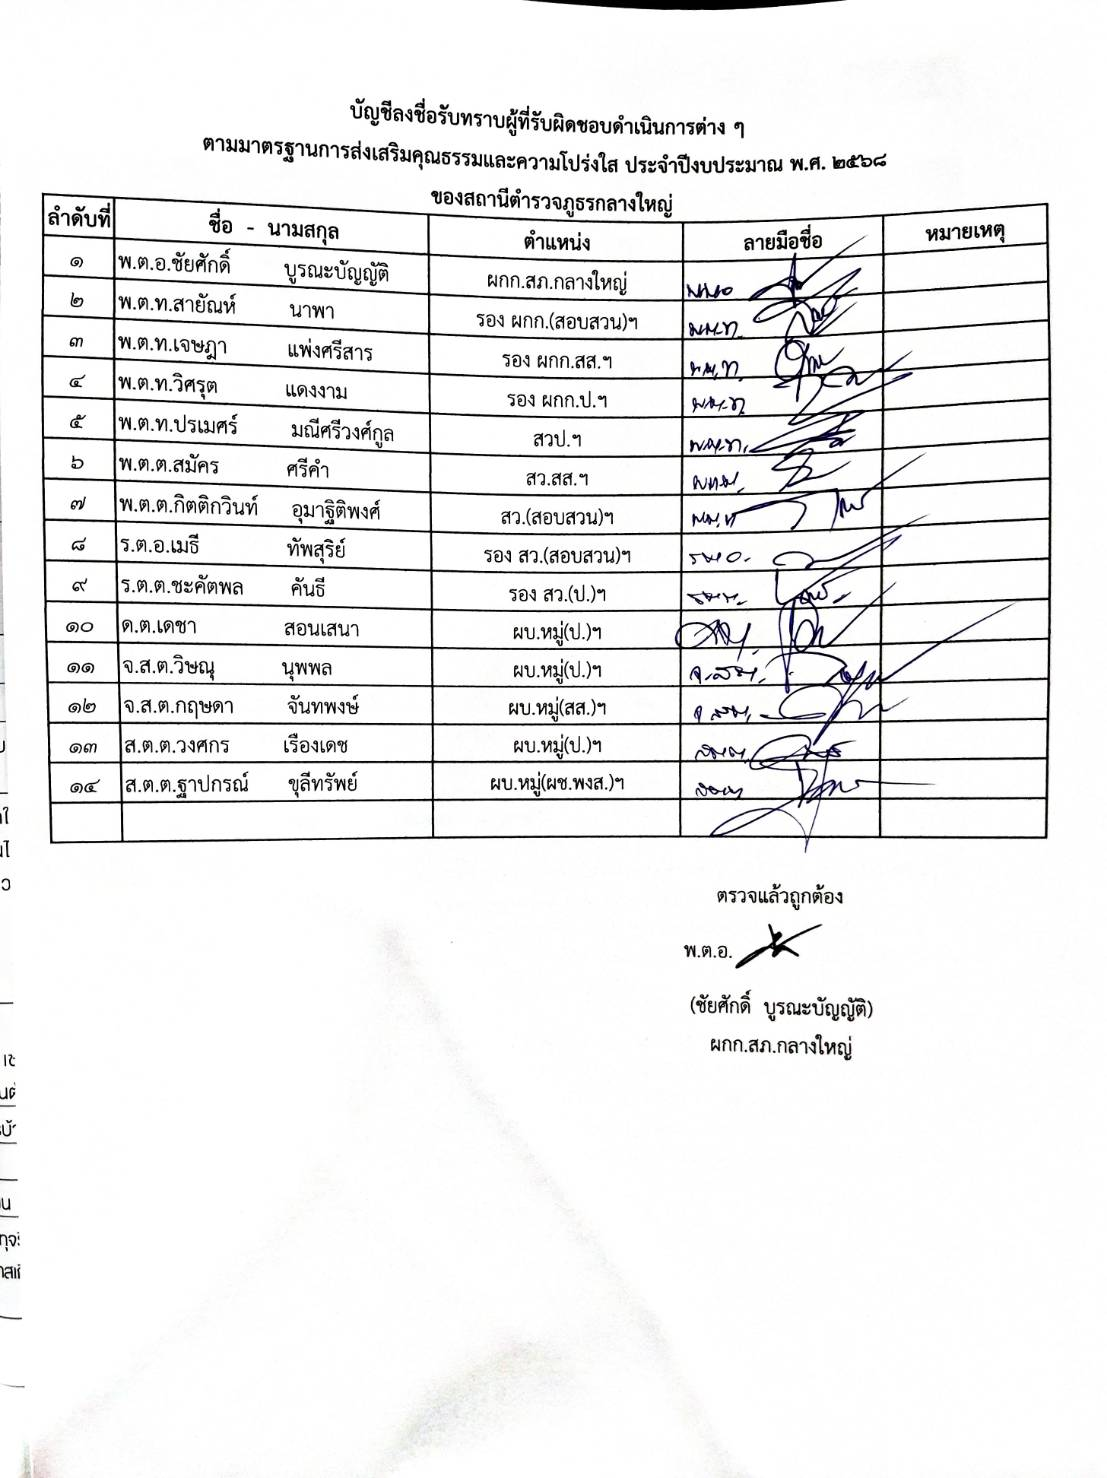 บัญชีลงชื่อรับทราบผู้ที่รับผิดชอบดำเนินการต่าง ๆ
ตามมาตรฐานการส่งเสริมคุณธรรมและความโปร่งใส ประจำปีงบประมาณ พ.ศ. ๒๕๖๘
ของสถานีตำรวจภูธรกลางใหญ่
ลำดับที่ ชื่อ - นามสกุล ตำแหน่ง ลายมือชื่อ หมายเหตุ
๑ พ.ต.อ.ชัยศักดิ์ บูรณะบัญญัติ ผกก.สภ.กลางใหญ่
๒ พ.ต.ท.สายัณห์ นาพา รอง ผกก.(สอบสวน)ฯ
๓ พ.ต.ท.เจษฎา แพ่งศรีสาร รอง ผกก.สส.ฯ
๔ พ.ต.ท.วิศรุต แดงงาม รอง ผกก.ป.ฯ
๕ พ.ต.ท.ปรเมศร์ มณีศรีวงศ์กูล สวป.ฯ
๖ พ.ต.ต.สมัคร ศรีคำ สว.สส.ฯ
๗ พ.ต.ต.กิตติกวินท์ อุมาฐิติพงศ์ สว.(สอบสวน)ฯ
๘ ร.ต.อ.เมธี ทัพสุริย์ รอง สว.(สอบสวน)ฯ
๙ ร.ต.ต.ชะคัตพล คันธี รอง สว.(ป.)ฯ
๑๐ ด.ต.เดชา สอนเสนา ผบ.หมู่(ป.)ฯ
๑๑ จ.ส.ต.วิษณุ นุพพล ผบ.หมู่(ป.)ฯ
๑๒ จ.ส.ต.กฤษดา จันทพงษ์ ผบ.หมู่(สส.)ฯ
๑๓ ส.ต.ต.วงศกร เรืองเดช ผบ.หมู่(ป.)ฯ
๑๔ ส.ต.ต.ฐาปกรณ์ ขุลีทรัพย์ ผบ.หมู่(ผช.พงส.)ฯ
ตรวจแล้วถูกต้อง
พ.ต.อ.
(ชัยศักดิ์ บูรณะบัญญัติ)
ผกก.สภ.กลางใหญ่